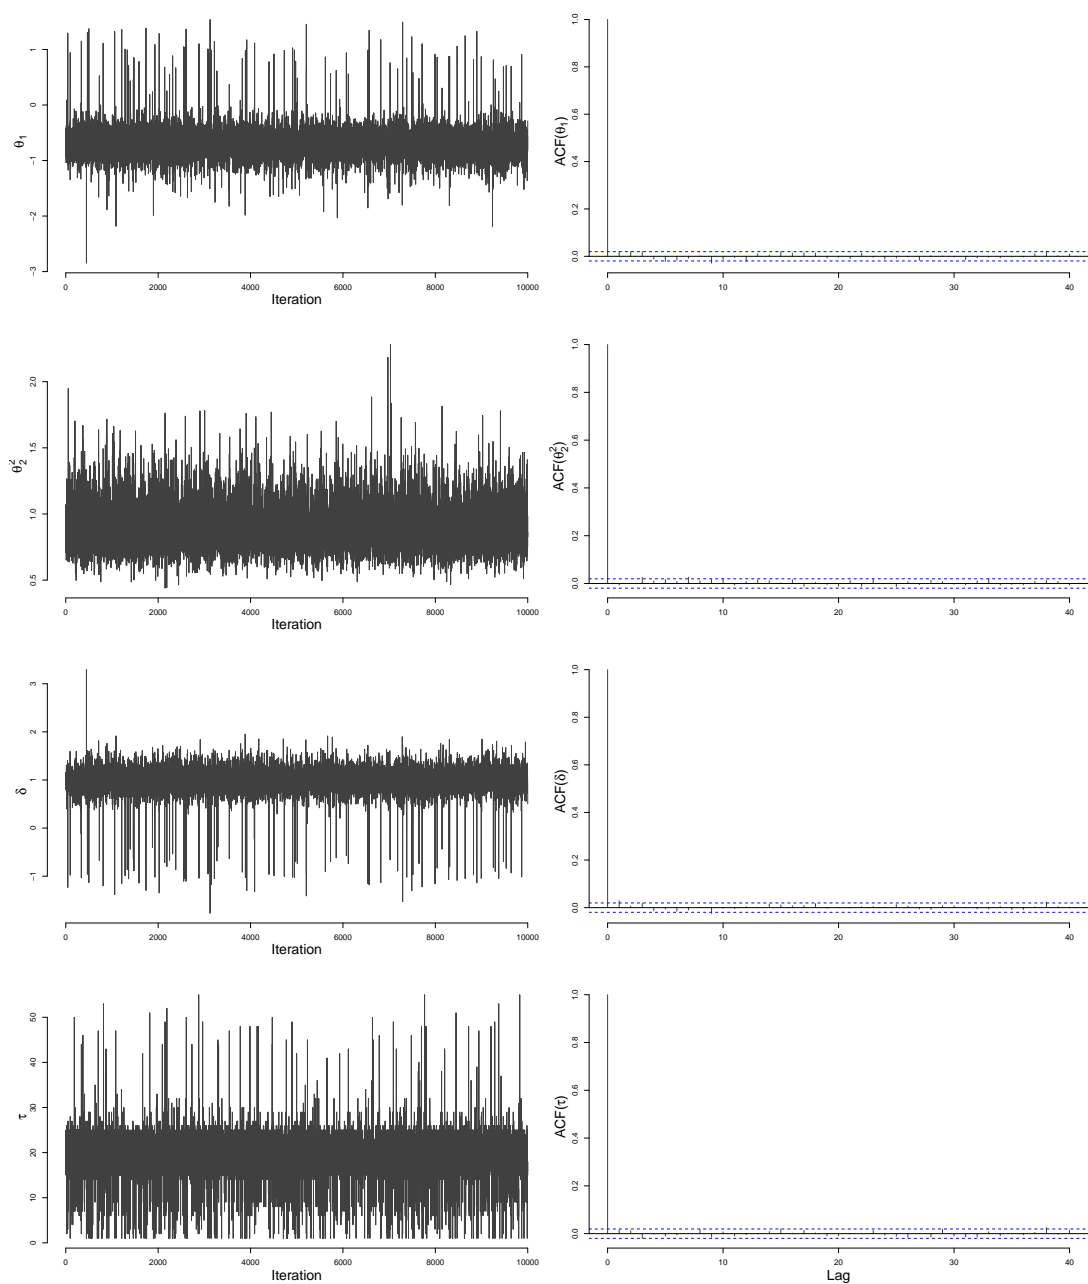 θ₁
−3 −2 −1 0 1
0 2000 4000 6000 8000 10000
Iteration
ACF(θ₁)
0.0 0.2 0.4 0.6 0.8 1.0
0 10 20 30 40
θ₂²
0.5 1.0 1.5 2.0
0 2000 4000 6000 8000 10000
Iteration
ACF(θ₂²)
0.0 0.2 0.4 0.6 0.8 1.0
0 10 20 30 40
δ
−1 0 1 2 3
0 2000 4000 6000 8000 10000
Iteration
ACF(δ)
0.0 0.2 0.4 0.6 0.8 1.0
0 10 20 30 40
τ
0 10 20 30 40 50
0 2000 4000 6000 8000 10000
Iteration
ACF(τ)
0.0 0.2 0.4 0.6 0.8 1.0
0 10 20 30 40
Lag